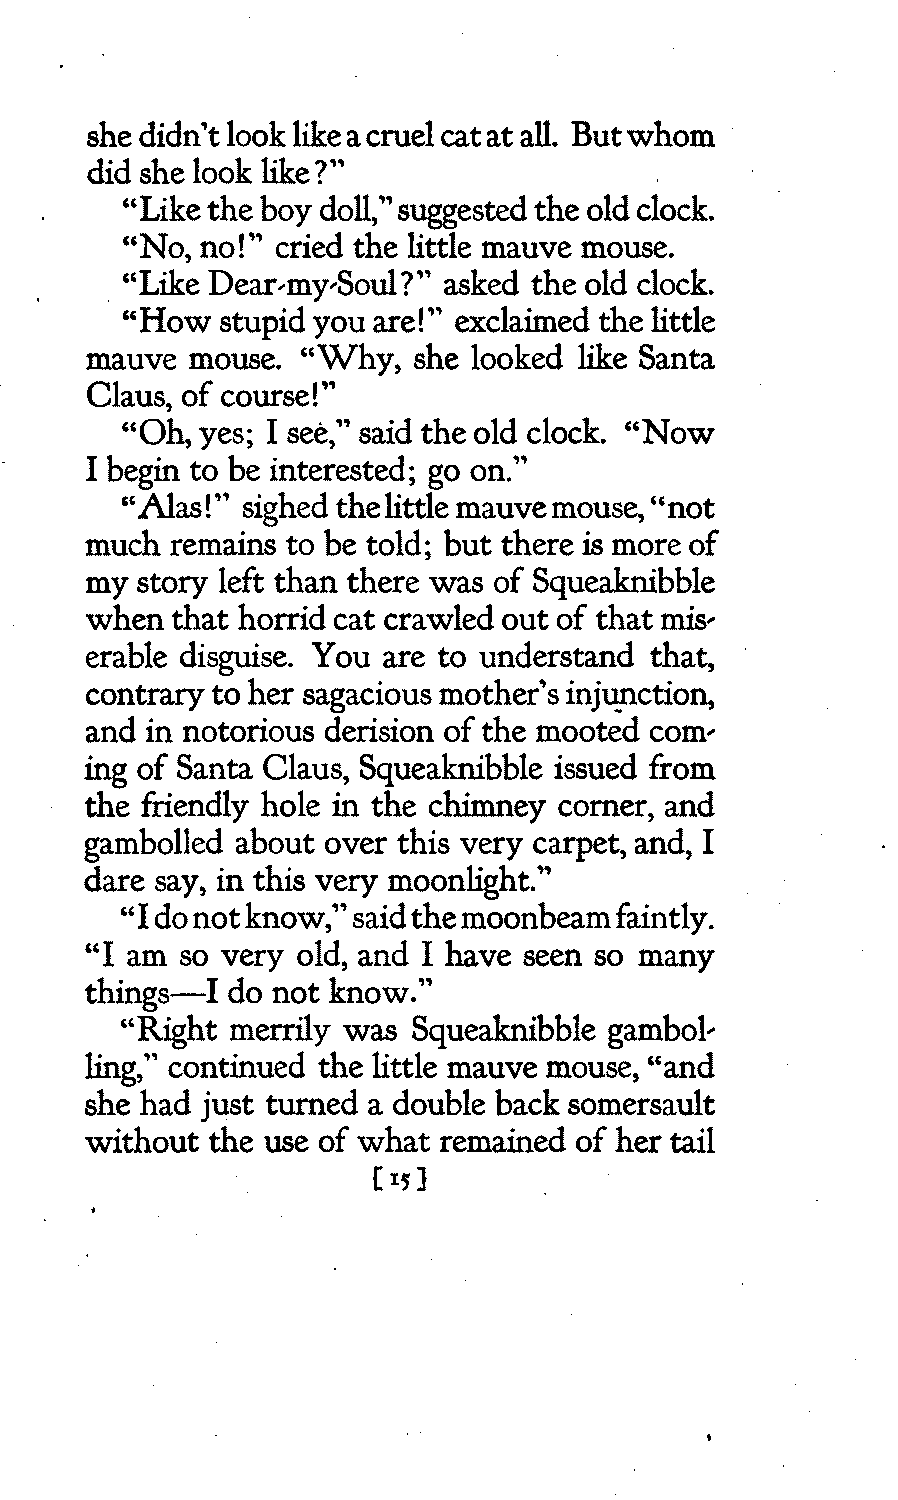 she didn't look like a cruel cat at all. But whom
did she look like?"
"Like the boy doll," suggested the old clock.
"No, no!" cried the little mauve mouse.
"Like Dear-my-Soul?" asked the old clock.
"How stupid you are!" exclaimed the little
mauve mouse. "Why, she looked like Santa
Claus, of course!"
"Oh, yes; I see," said the old clock. "Now
I begin to be interested; go on."
"Alas!" sighed the little mauve mouse, "not
much remains to be told; but there is more of
my story left than there was of Squeaknibble
when that horrid cat crawled out of that mis-
erable disguise. You are to understand that,
contrary to her sagacious mother's injunction,
and in notorious derision of the mooted com-
ing of Santa Claus, Squeaknibble issued from
the friendly hole in the chimney corner, and
gambolled about over this very carpet, and, I
dare say, in this very moonlight."
"I do not know," said the moonbeam faintly.
"I am so very old, and I have seen so many
things—I do not know."
"Right merrily was Squeaknibble gambol-
ling," continued the little mauve mouse, "and
she had just turned a double back somersault
without the use of what remained of her tail
[15]